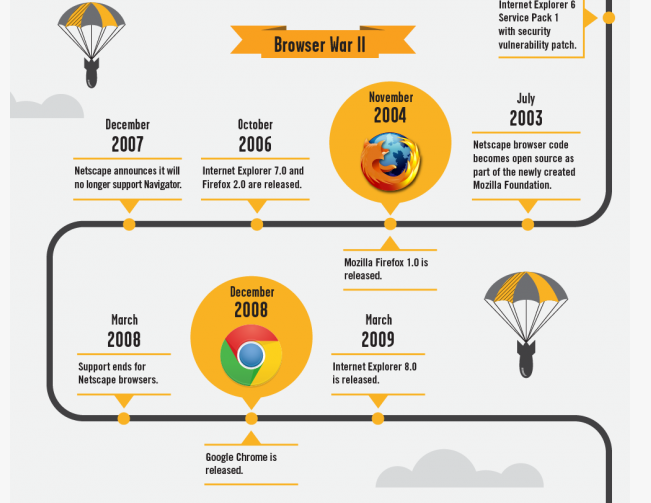 Internet Explorer 6
Service Pack 1
with security
vulnerability patch.
Browser War II
July
2003
Netscape browser code
becomes open source as
part of the newly created
Mozilla Foundation.
November
2004
Mozilla Firefox 1.0 is
released.
October
2006
Internet Explorer 7.0 and
Firefox 2.0 are released.
December
2007
Netscape announces it will
no longer support Navigator.
March
2008
Support ends for
Netscape browsers.
December
2008
Google Chrome is
released.
March
2009
Internet Explorer 8.0
is released.